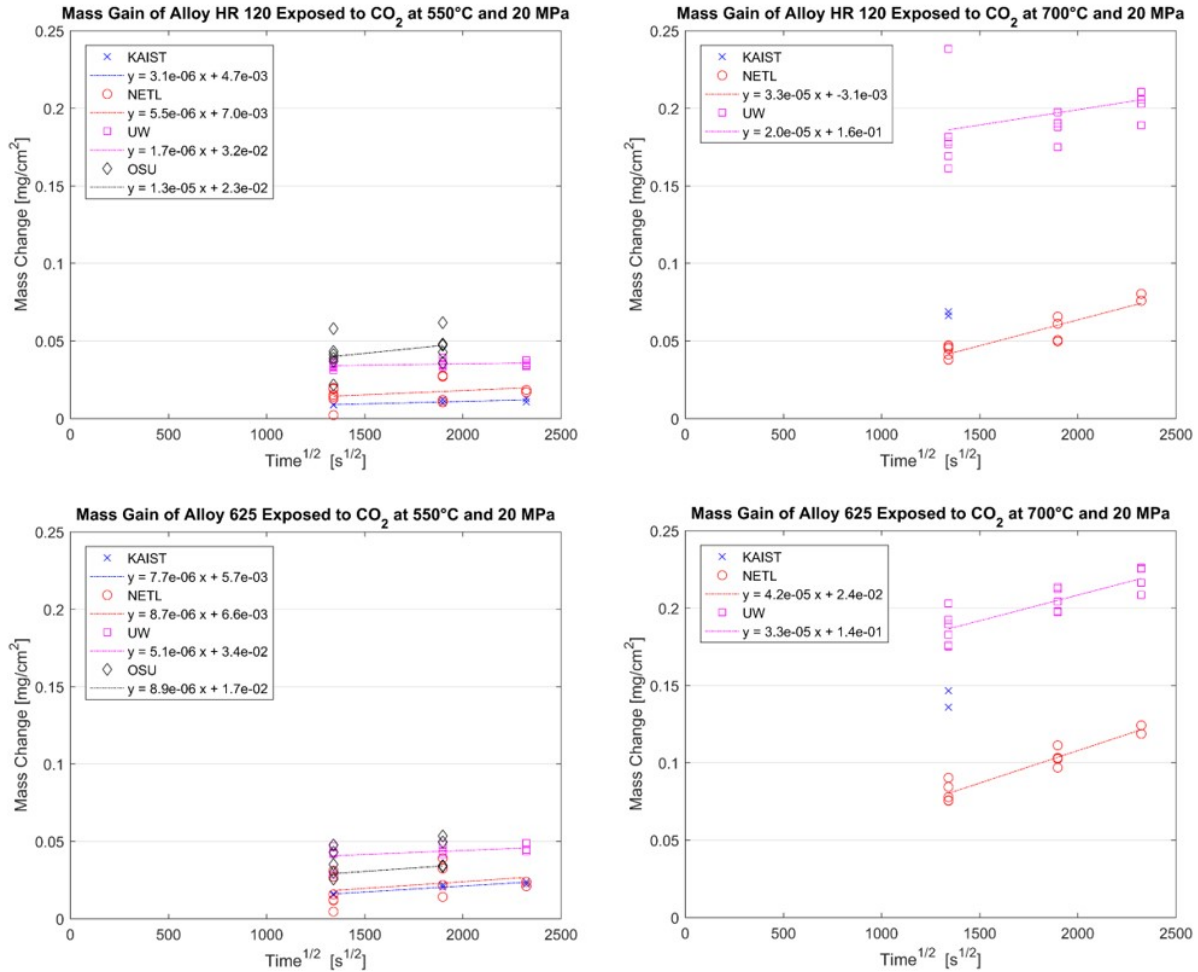 Mass Gain of Alloy HR 120 Exposed to CO2 at 550°C and 20 MPa
0.25
0.2
0.15
0.1
0.05
0
Mass Change [mg/cm2]
KAIST
y = 3.1e-06 x + 4.7e-03
NETL
y = 5.5e-06 x + 7.0e-03
UW
y = 1.7e-06 x + 3.2e-02
OSU
y = 1.3e-05 x + 2.3e-02
0 500 1000 1500 2000 2500
Time1/2 [s1/2]
Mass Gain of Alloy HR 120 Exposed to CO2 at 700°C and 20 MPa
0.25
0.2
0.15
0.1
0.05
0
Mass Change [mg/cm2]
KAIST
NETL
y = 3.3e-05 x + -3.1e-03
UW
y = 2.0e-05 x + 1.6e-01
0 500 1000 1500 2000 2500
Time1/2 [s1/2]
Mass Gain of Alloy 625 Exposed to CO2 at 550°C and 20 MPa
0.25
0.2
0.15
0.1
0.05
0
Mass Change [mg/cm2]
KAIST
y = 7.7e-06 x + 5.7e-03
NETL
y = 8.7e-06 x + 6.6e-03
UW
y = 5.1e-06 x + 3.4e-02
OSU
y = 8.9e-06 x + 1.7e-02
0 500 1000 1500 2000 2500
Time1/2 [s1/2]
Mass Gain of Alloy 625 Exposed to CO2 at 700°C and 20 MPa
0.25
0.2
0.15
0.1
0.05
0
Mass Change [mg/cm2]
KAIST
NETL
y = 4.2e-05 x + 2.4e-02
UW
y = 3.3e-05 x + 1.4e-01
0 500 1000 1500 2000 2500
Time1/2 [s1/2]